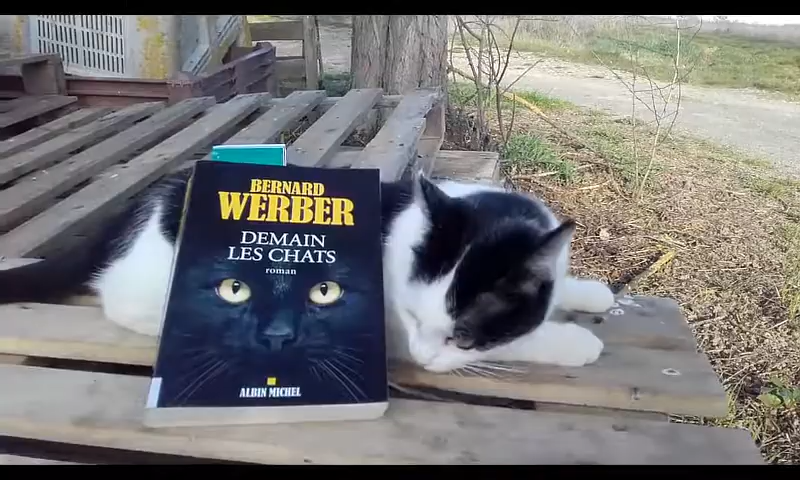 BERNARD
WERBER
DEMAIN
LES CHATS
roman
ALBIN MICHEL